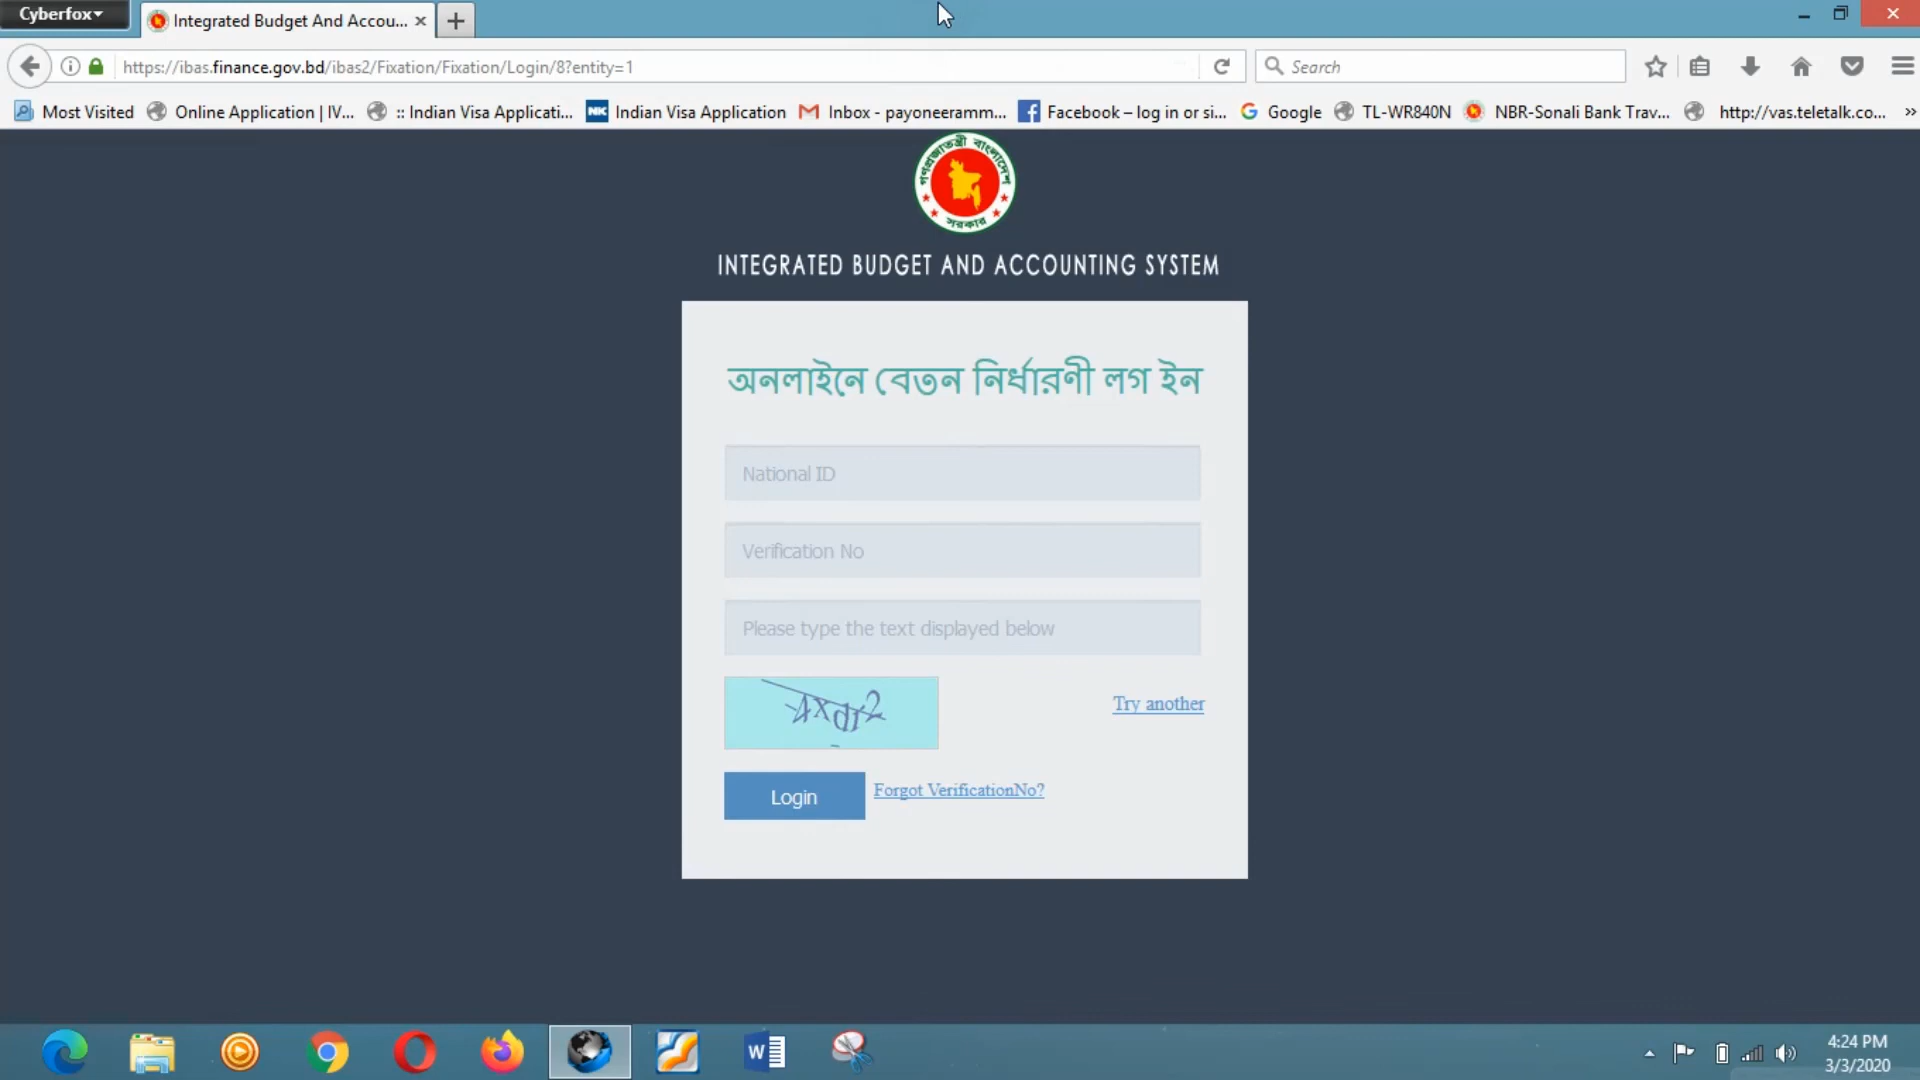 Cyberfox
Integrated Budget And Accou...
https://ibas.finance.gov.bd/ibas2/Fixation/Fixation/Login/8?entity=1
Search
Most Visited
Online Application | IV...
:: Indian Visa Applicati...
Indian Visa Application
Inbox - payoneeramm...
Facebook – log in or si...
Google
TL-WR840N
NBR-Sonali Bank Trav...
http://vas.teletalk.co...
গণপ্রজাতন্ত্রী বাংলাদেশ
সরকার
INTEGRATED BUDGET AND ACCOUNTING SYSTEM
অনলাইনে বেতন নির্ধারণী লগ ইন
National ID
Verification No
Please type the text displayed below
Try another
Login
Forgot VerificationNo?
4:24 PM
3/3/2020